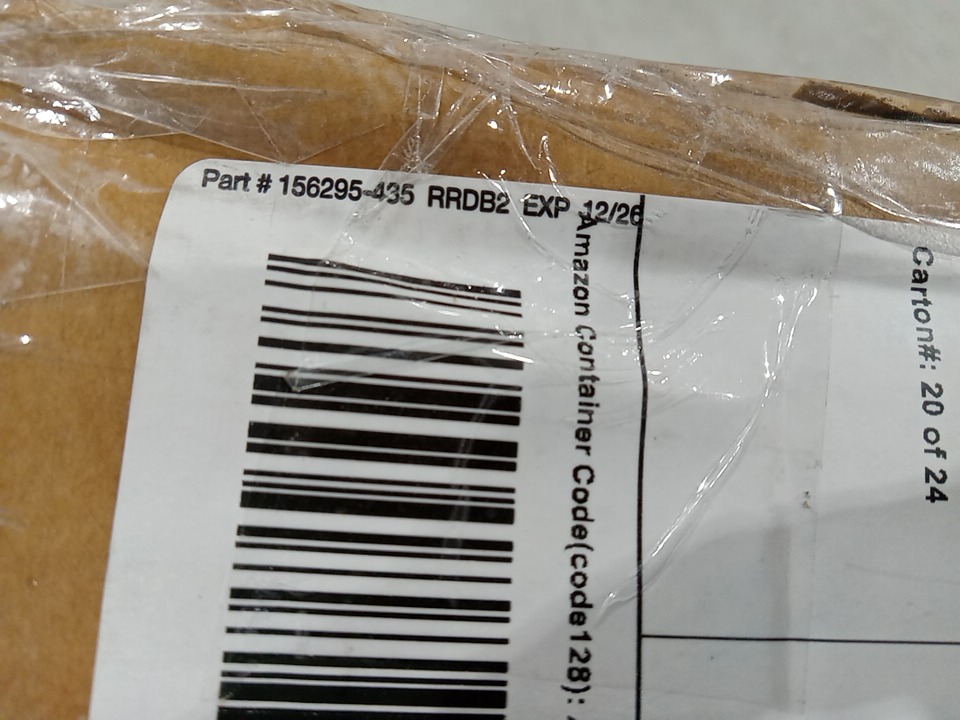 Part # 156295-435 RRDB2 EXP 12/26
Amazon Container Code(code128):
Carton#: 20 of 24